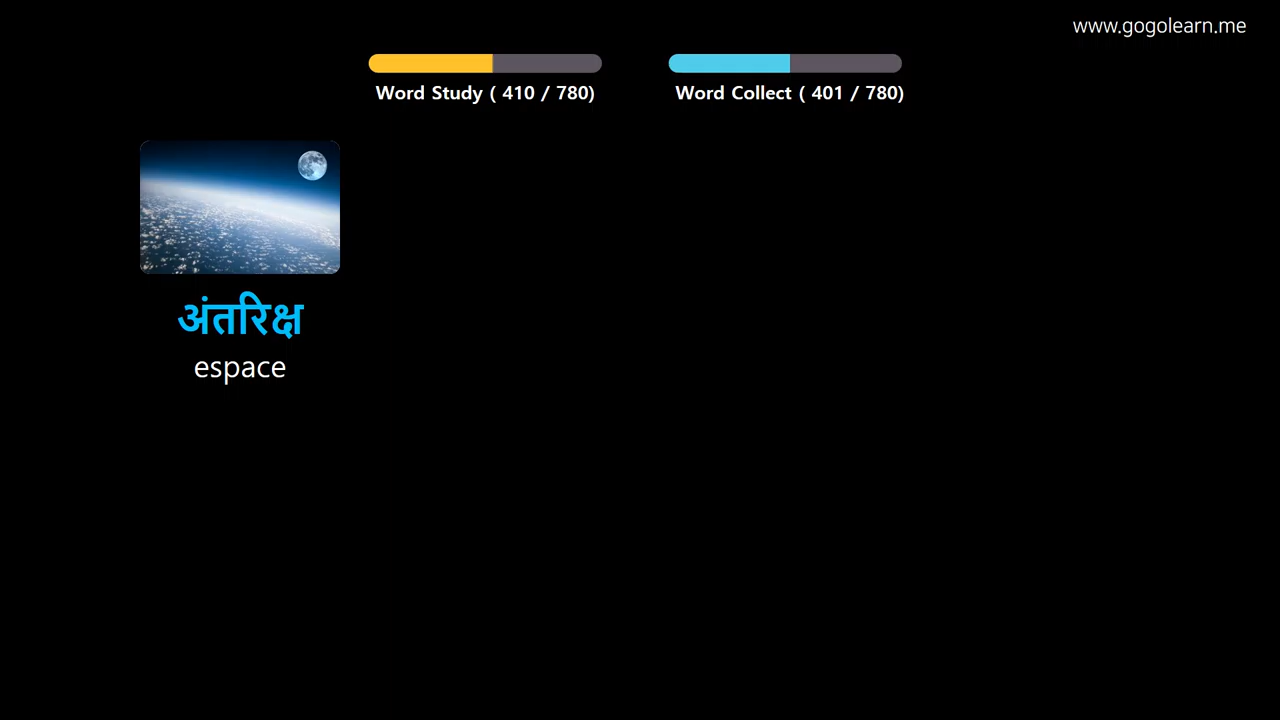 www.gogolearn.me
Word Study ( 410 / 780)
Word Collect ( 401 / 780)
अंतरिक्ष
espace